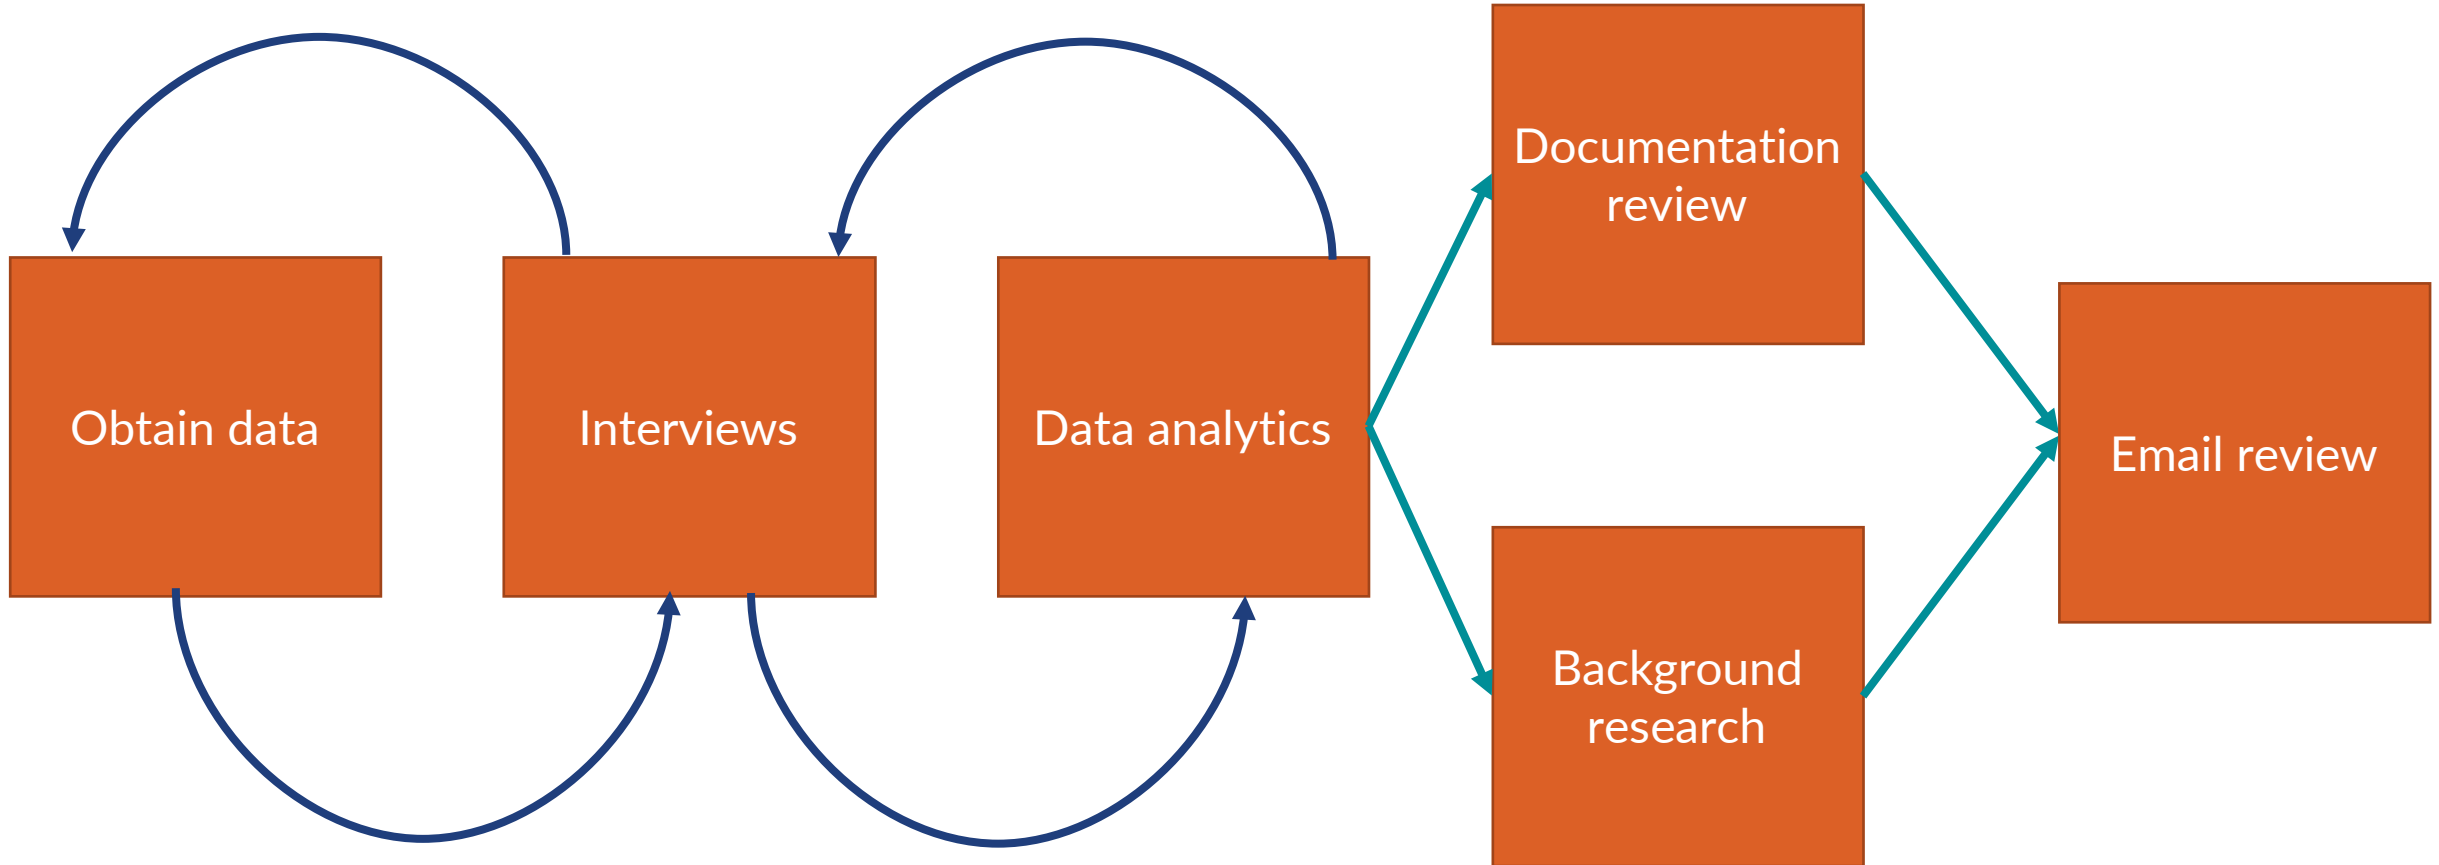 Obtain data
Interviews
Data analytics
Documentation
review
Background
research
Email review